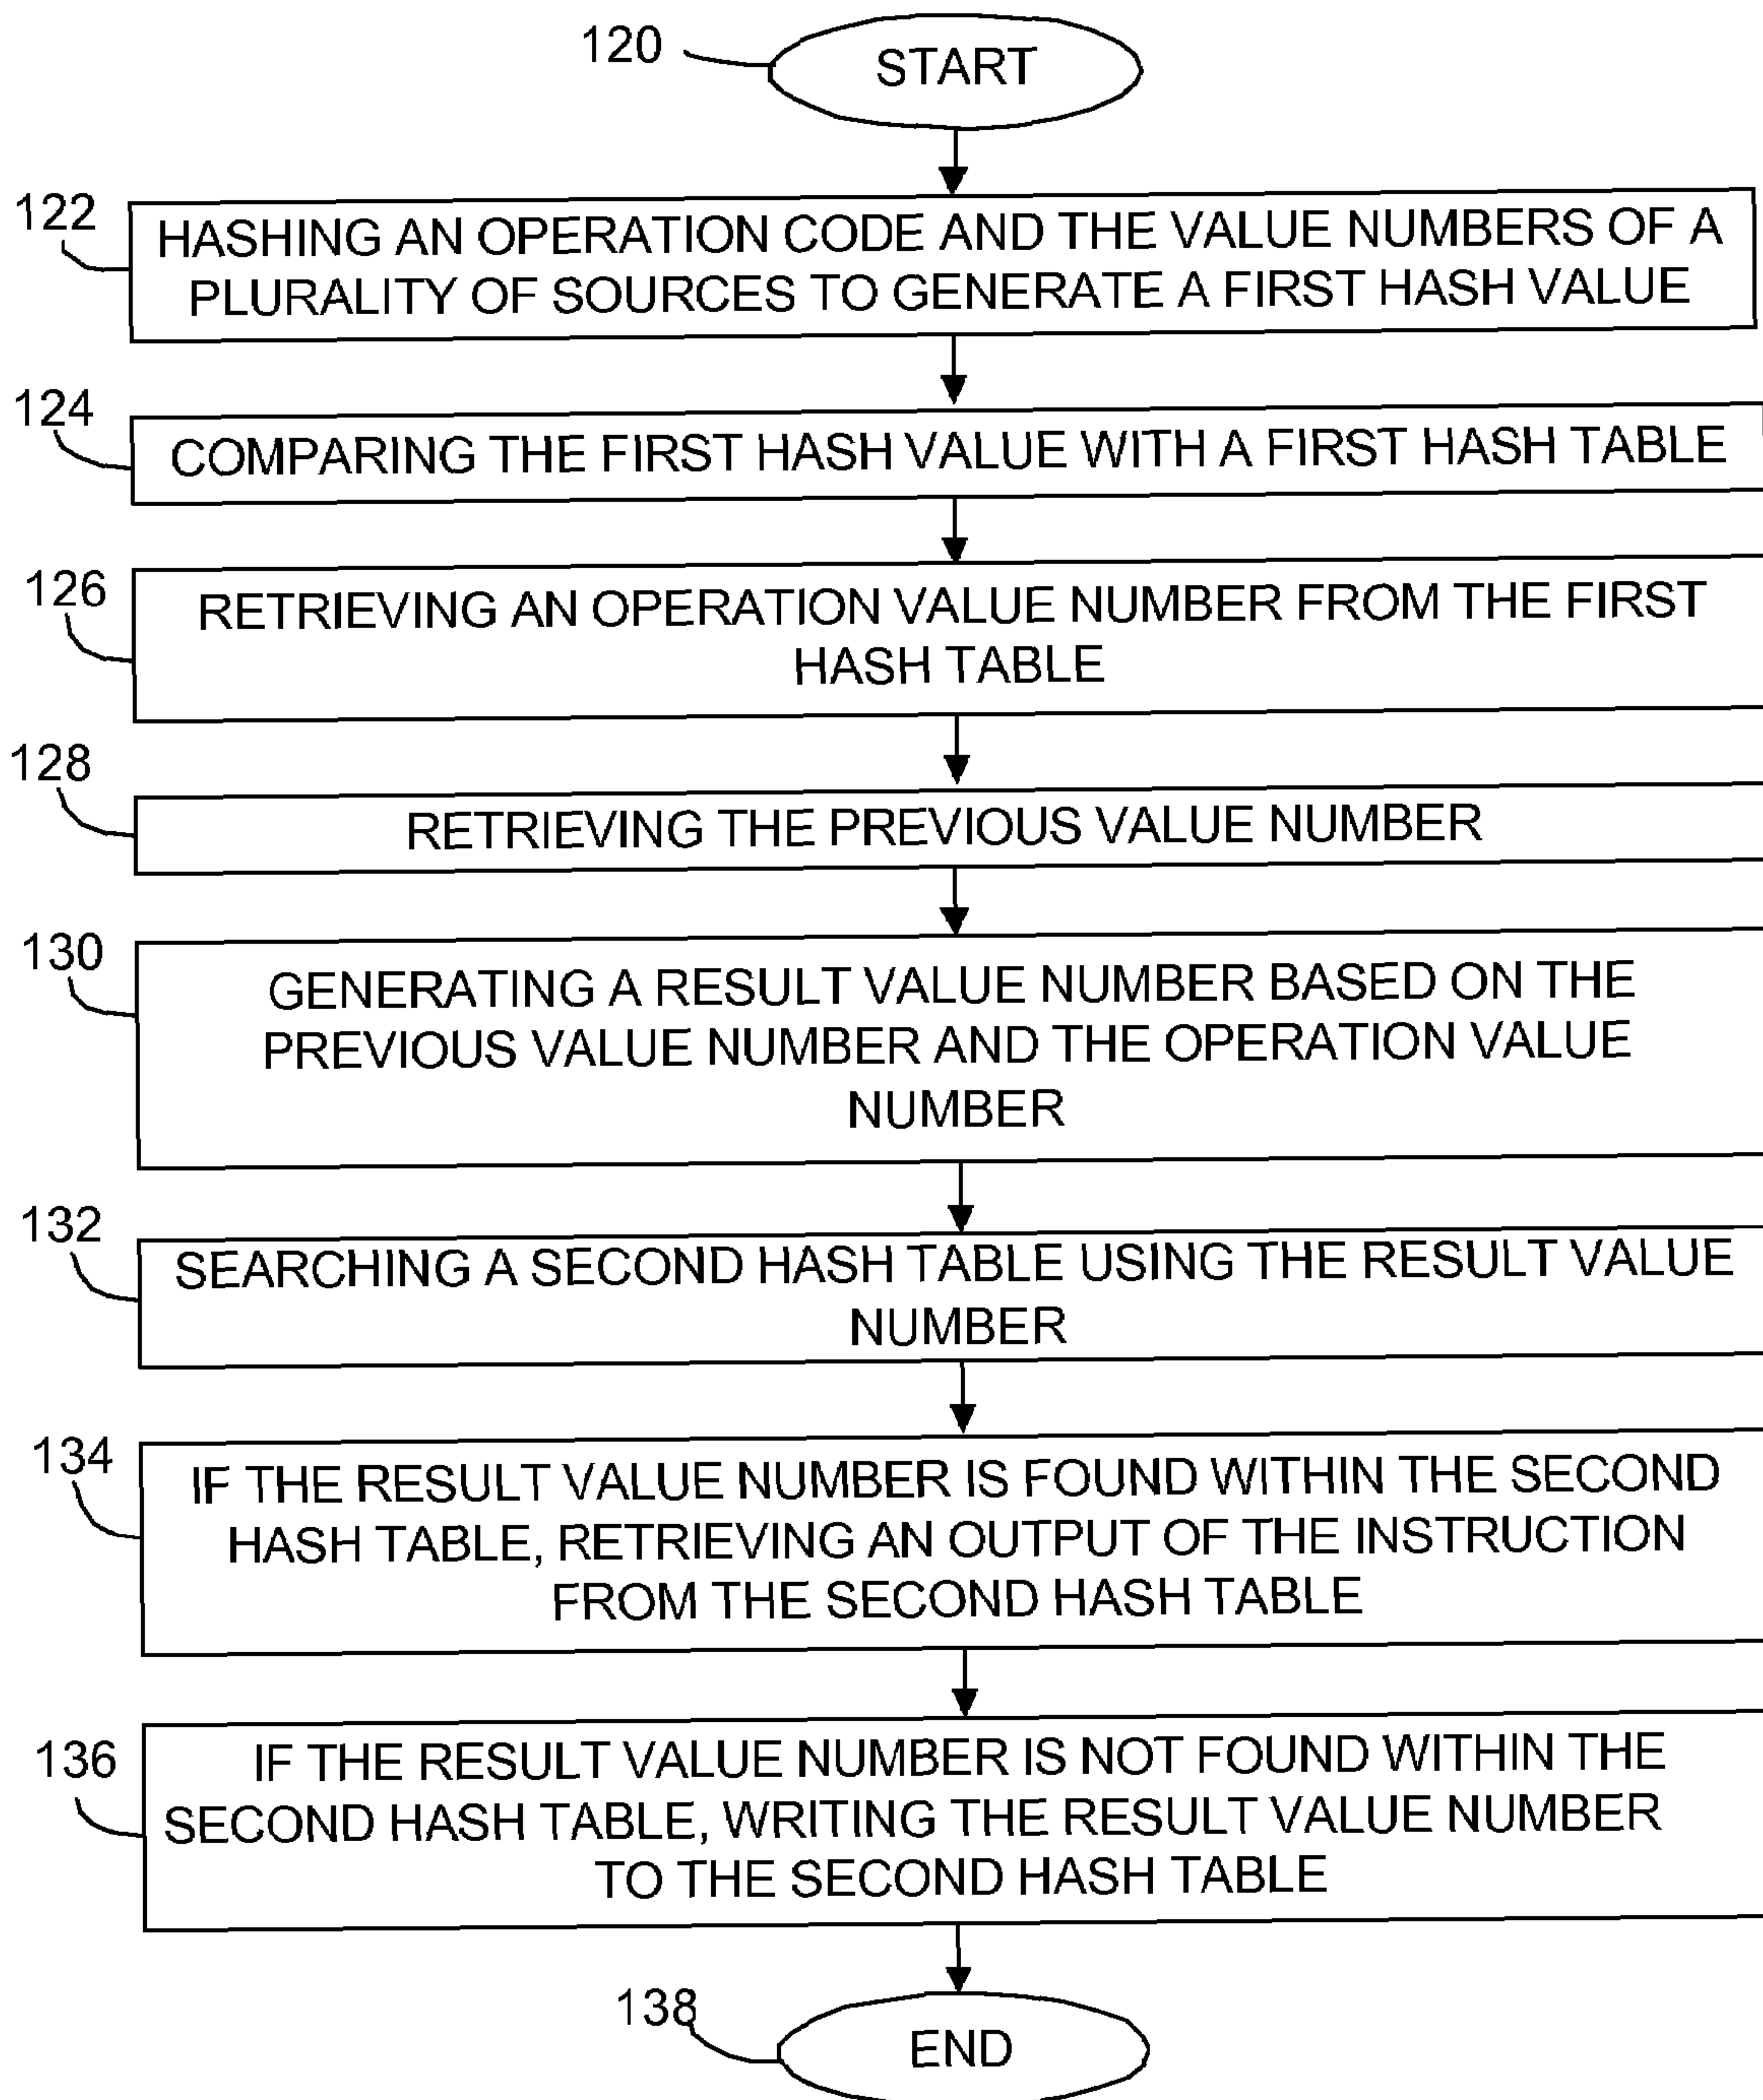 120
START
122
HASHING AN OPERATION CODE AND THE VALUE NUMBERS OF A
PLURALITY OF SOURCES TO GENERATE A FIRST HASH VALUE
124
COMPARING THE FIRST HASH VALUE WITH A FIRST HASH TABLE
126
RETRIEVING AN OPERATION VALUE NUMBER FROM THE FIRST
HASH TABLE
128
RETRIEVING THE PREVIOUS VALUE NUMBER
130
GENERATING A RESULT VALUE NUMBER BASED ON THE
PREVIOUS VALUE NUMBER AND THE OPERATION VALUE
NUMBER
132
SEARCHING A SECOND HASH TABLE USING THE RESULT VALUE
NUMBER
134
IF THE RESULT VALUE NUMBER IS FOUND WITHIN THE SECOND
HASH TABLE, RETRIEVING AN OUTPUT OF THE INSTRUCTION
FROM THE SECOND HASH TABLE
136
IF THE RESULT VALUE NUMBER IS NOT FOUND WITHIN THE
SECOND HASH TABLE, WRITING THE RESULT VALUE NUMBER
TO THE SECOND HASH TABLE
138
END